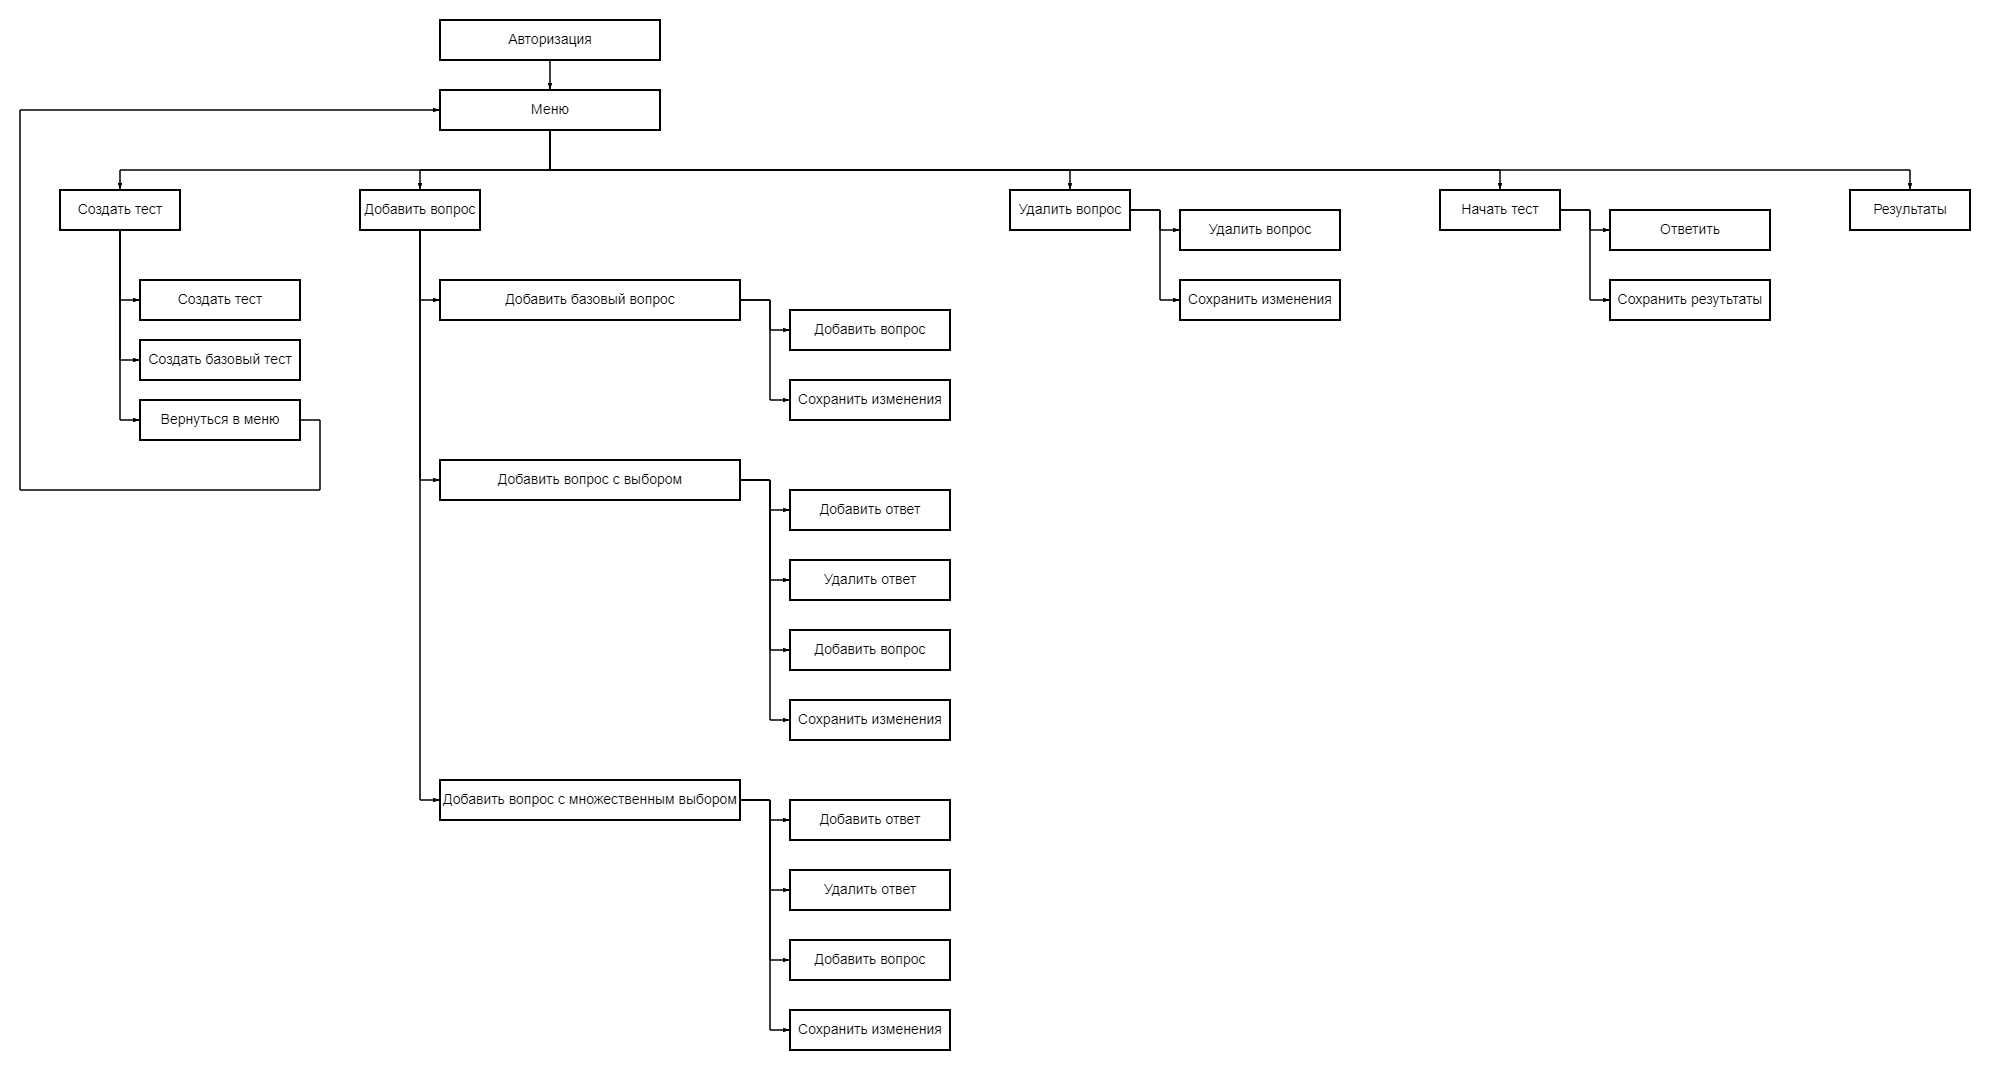 Авторизация
Меню
Создать тест
Добавить вопрос
Удалить вопрос
Начать тест
Результаты
Удалить вопрос
Ответить
Создать тест
Добавить базовый вопрос
Сохранить изменения
Сохранить резутьтаты
Добавить вопрос
Создать базовый тест
Сохранить изменения
Вернуться в меню
Добавить вопрос с выбором
Добавить ответ
Удалить ответ
Добавить вопрос
Сохранить изменения
Добавить вопрос с множественным выбором
Добавить ответ
Удалить ответ
Добавить вопрос
Сохранить изменения